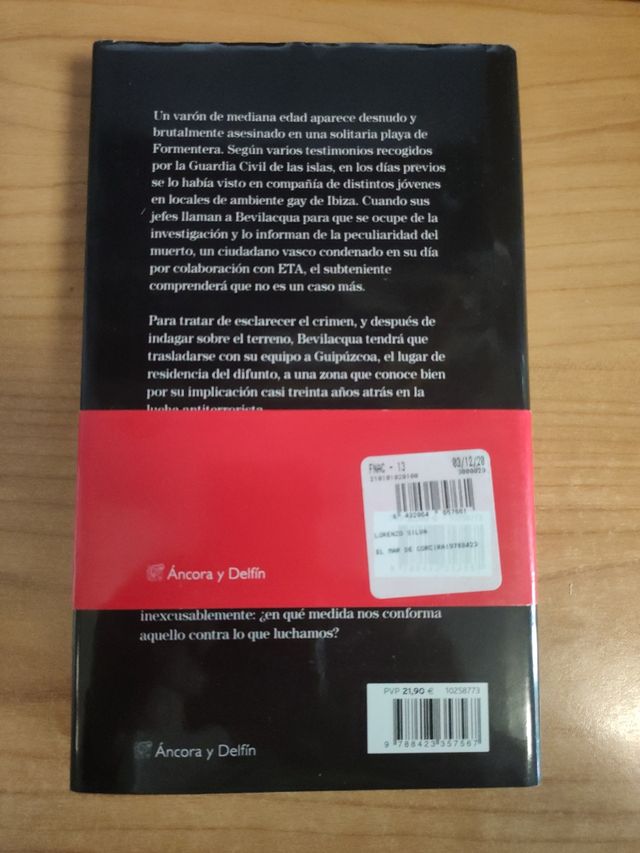 Un varón de mediana edad aparece desnudo y
brutalmente asesinado en una solitaria playa de
Formentera. Según varios testimonios recogidos
por la Guardia Civil de las islas, en los días previos
se lo había visto en compañía de distintos jóvenes
en locales de ambiente gay de Ibiza. Cuando sus
jefes llaman a Bevilacqua para que se ocupe de la
investigación y lo informan de la peculiaridad del
muerto, un ciudadano vasco condenado en su día
por colaboración con ETA, el subteniente
comprenderá que no es un caso más.
Para tratar de esclarecer el crimen, y después de
indagar sobre el terreno, Bevilacqua tendrá que
trasladarse con su equipo a Guipúzcoa, el lugar de
residencia del difunto, a una zona que conoce bien
por su implicación casi treinta años atrás en la
lucha antiterrorista
FNAC - 13 03/12/20
LORENZO SILVA
EL MAR DE CORCIRA:9788423
Áncora y Delfín
inexcusablemente: ¿en qué medida nos conforma
aquello contra lo que luchamos?
PVP 21,90 € 10258773
9 788423 357567
Áncora y Delfín